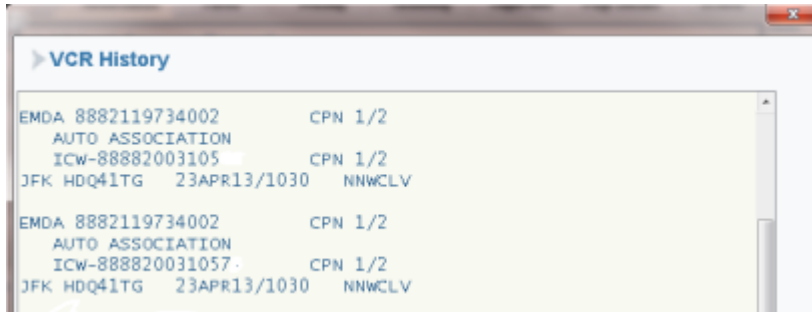 VCR History
EMDA 8882119734002 CPN 1/2
AUTO ASSOCIATION
ICW-88882003105 CPN 1/2
JFK HDQ41TG 23APR13/1030 NNWCLV
EMDA 8882119734002 CPN 1/2
AUTO ASSOCIATION
ICW-888820031057 CPN 1/2
JFK HDQ41TG 23APR13/1030 NNWCLV